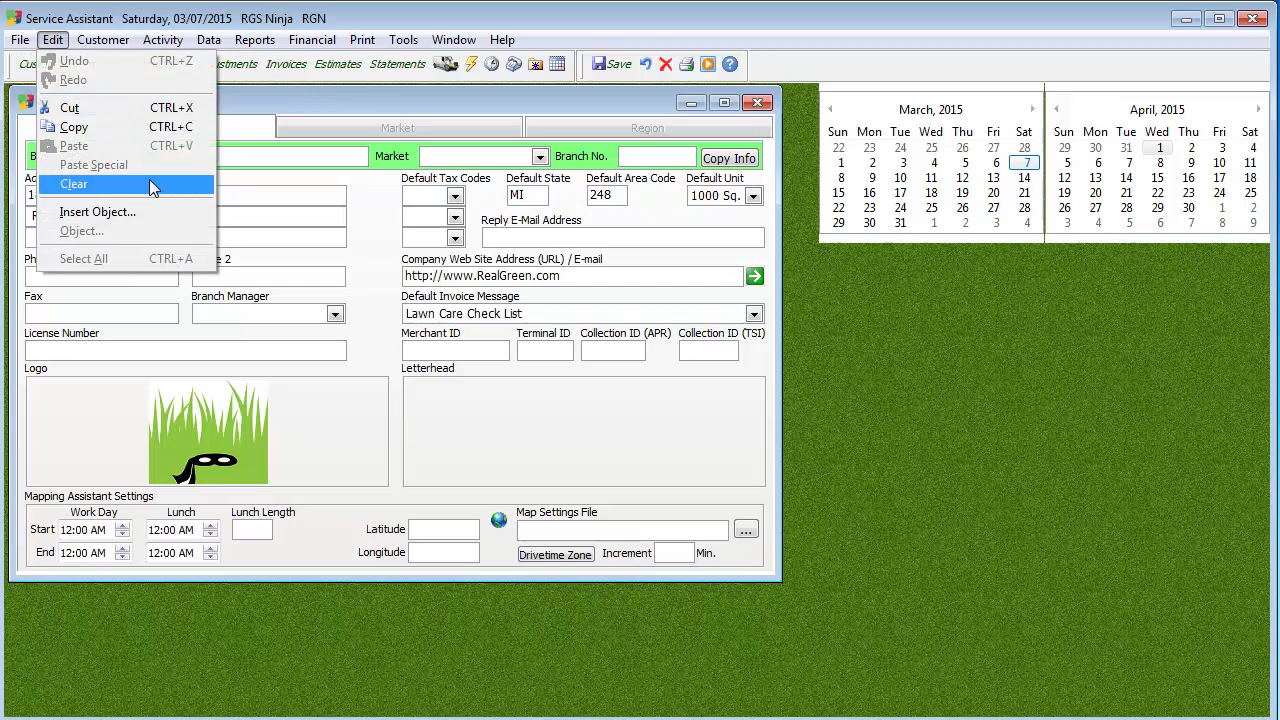 Service Assistant Saturday, 03/07/2015 RGS Ninja RGN
File Edit Customer Activity Data Reports Financial Print Tools Window Help
Invoices Estimates Statements Save
Undo CTRL+Z
Redo
Cut CTRL+X
Copy CTRL+C
Paste CTRL+V
Paste Special
Clear
Insert Object...
Object...
Select All CTRL+A
Market Region
Market Branch No. Copy Info
Default Tax Codes Default State Default Area Code Default Unit
MI 248 1000 Sq.
Reply E-Mail Address
Company Web Site Address (URL) / E-mail
http://www.RealGreen.com
Fax Branch Manager Default Invoice Message
Lawn Care Check List
License Number Merchant ID Terminal ID Collection ID (APR) Collection ID (TSI)
Logo Letterhead
Mapping Assistant Settings
Work Day Lunch Lunch Length Map Settings File
Start 12:00 AM 12:00 AM Latitude ...
End 12:00 AM 12:00 AM Longitude Drivetime Zone Increment Min.
March, 2015
Sun Mon Tue Wed Thu Fri Sat
22 23 24 25 26 27 28
1 2 3 4 5 6 7
8 9 10 11 12 13 14
15 16 17 18 19 20 21
22 23 24 25 26 27 28
29 30 31 1 2 3 4
April, 2015
Sun Mon Tue Wed Thu Fri Sat
29 30 31 1 2 3 4
5 6 7 8 9 10 11
12 13 14 15 16 17 18
19 20 21 22 23 24 25
26 27 28 29 30 1 2
3 4 5 6 7 8 9